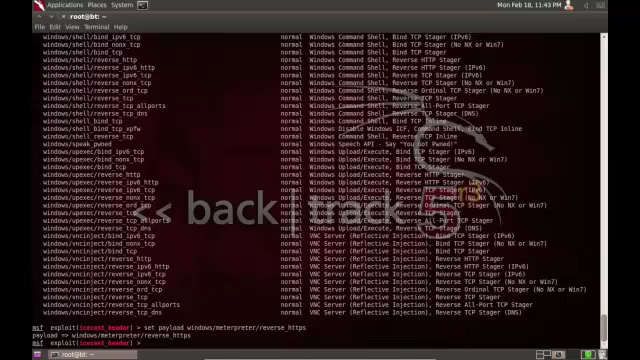 Applications Places System
Mon Feb 18, 11:43 PM
root@bt: ~
File Edit View Terminal Help
windows/shell/bind_ipv6_tcp normal Windows Command Shell, Bind TCP Stager (IPv6)
windows/shell/bind_nonx_tcp normal Windows Command Shell, Bind TCP Stager (No NX or Win7)
windows/shell/bind_tcp normal Windows Command Shell, Bind TCP Stager
windows/shell/reverse_http normal Windows Command Shell, Reverse HTTP Stager
windows/shell/reverse_ipv6_http normal Windows Command Shell, Reverse HTTP Stager (IPv6)
windows/shell/reverse_ipv6_tcp normal Windows Command Shell, Reverse TCP Stager (IPv6)
windows/shell/reverse_nonx_tcp normal Windows Command Shell, Reverse TCP Stager (No NX or Win7)
windows/shell/reverse_ord_tcp normal Windows Command Shell, Reverse Ordinal TCP Stager (No NX or Win7)
windows/shell/reverse_tcp normal Windows Command Shell, Reverse TCP Stager
windows/shell/reverse_tcp_allports normal Windows Command Shell, Reverse All-Port TCP Stager
windows/shell/reverse_tcp_dns normal Windows Command Shell, Reverse TCP Stager (DNS)
windows/shell_bind_tcp normal Windows Command Shell, Bind TCP Inline
windows/shell_bind_tcp_xpfw normal Windows Disable Windows ICF, Command Shell, Bind TCP Inline
windows/shell_reverse_tcp normal Windows Command Shell, Reverse TCP Inline
windows/speak_pwned normal Windows Speech API - Say "You Got Pwned!"
windows/upexec/bind_ipv6_tcp normal Windows Upload/Execute, Bind TCP Stager (IPv6)
windows/upexec/bind_nonx_tcp normal Windows Upload/Execute, Bind TCP Stager (No NX or Win7)
windows/upexec/bind_tcp normal Windows Upload/Execute, Bind TCP Stager
windows/upexec/reverse_http normal Windows Upload/Execute, Reverse HTTP Stager
windows/upexec/reverse_ipv6_http normal Windows Upload/Execute, Reverse HTTP Stager (IPv6)
windows/upexec/reverse_ipv6_tcp normal Windows Upload/Execute, Reverse TCP Stager (IPv6)
windows/upexec/reverse_nonx_tcp normal Windows Upload/Execute, Reverse TCP Stager (No NX or Win7)
windows/upexec/reverse_ord_tcp normal Windows Upload/Execute, Reverse Ordinal TCP Stager (No NX or Win7)
windows/upexec/reverse_tcp normal Windows Upload/Execute, Reverse TCP Stager
windows/upexec/reverse_tcp_allports normal Windows Upload/Execute, Reverse All-Port TCP Stager
windows/upexec/reverse_tcp_dns normal Windows Upload/Execute, Reverse TCP Stager (DNS)
<< back | track 5
windows/vncinject/bind_ipv6_tcp normal VNC Server (Reflective Injection), Bind TCP Stager (IPv6)
windows/vncinject/bind_nonx_tcp normal VNC Server (Reflective Injection), Bind TCP Stager (No NX or Win7)
windows/vncinject/bind_tcp normal VNC Server (Reflective Injection), Bind TCP Stager
windows/vncinject/reverse_http normal VNC Server (Reflective Injection), Reverse HTTP Stager
windows/vncinject/reverse_ipv6_http normal VNC Server (Reflective Injection), Reverse HTTP Stager (IPv6)
windows/vncinject/reverse_ipv6_tcp normal VNC Server (Reflective Injection), Reverse TCP Stager (IPv6)
windows/vncinject/reverse_nonx_tcp normal VNC Server (Reflective Injection), Reverse TCP Stager (No NX or Win7)
windows/vncinject/reverse_ord_tcp normal VNC Server (Reflective Injection), Reverse Ordinal TCP Stager (No NX or Win7)
windows/vncinject/reverse_tcp normal VNC Server (Reflective Injection), Reverse TCP Stager
windows/vncinject/reverse_tcp_allports normal VNC Server (Reflective Injection), Reverse All-Port TCP Stager
windows/vncinject/reverse_tcp_dns normal VNC Server (Reflective Injection), Reverse TCP Stager (DNS)
msf exploit(icecast_header) > set payload windows/meterpreter/reverse_https
payload => windows/meterpreter/reverse_https
msf exploit(icecast_header) >
root@bt: ~